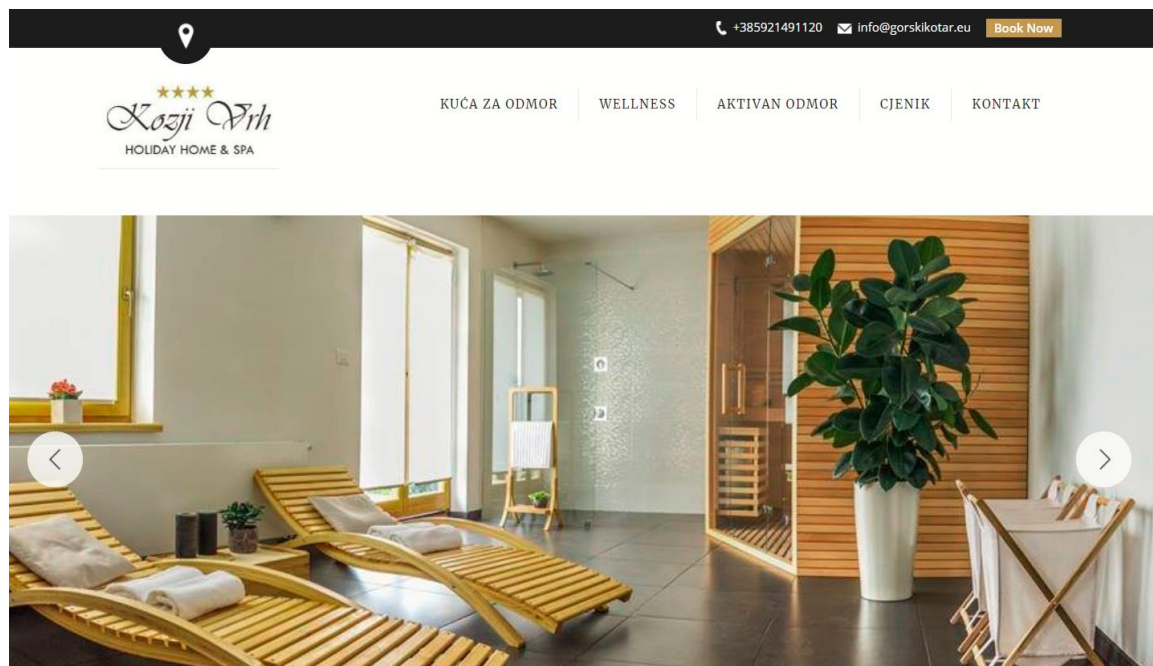 +385921491120 info@gorskikotar.eu Book Now
Kozji Vrh
HOLIDAY HOME & SPA
KUĆA ZA ODMOR WELLNESS AKTIVAN ODMOR CJENIK KONTAKT